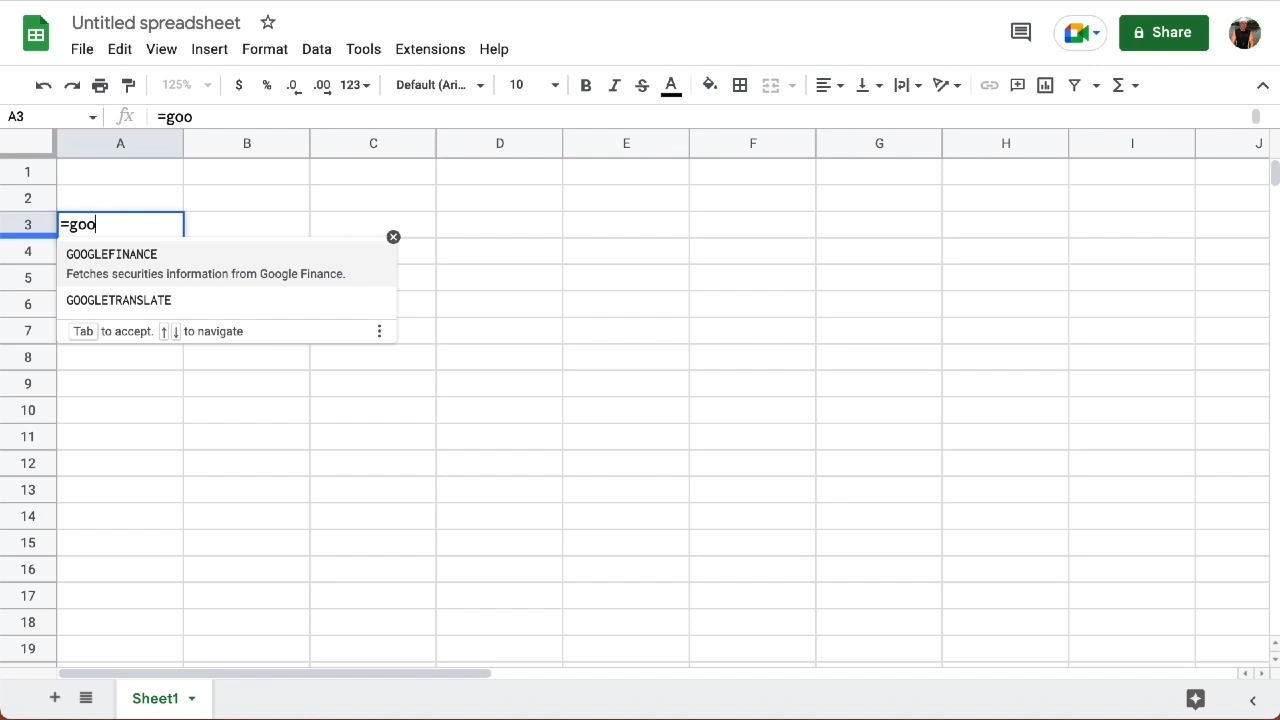 Untitled spreadsheet
File Edit View Insert Format Data Tools Extensions Help
Share
125% $ % .0 .00 123 Default (Ari... 10 B I S A Σ
A3 fx =goo
A B C D E F G H I J
1
2
3 =goo
4 GOOGLEFINANCE
5 Fetches securities information from Google Finance.
6 GOOGLETRANSLATE
7 Tab to accept. ↑ ↓ to navigate
8
9
10
11
12
13
14
15
16
17
18
19
+ Sheet1